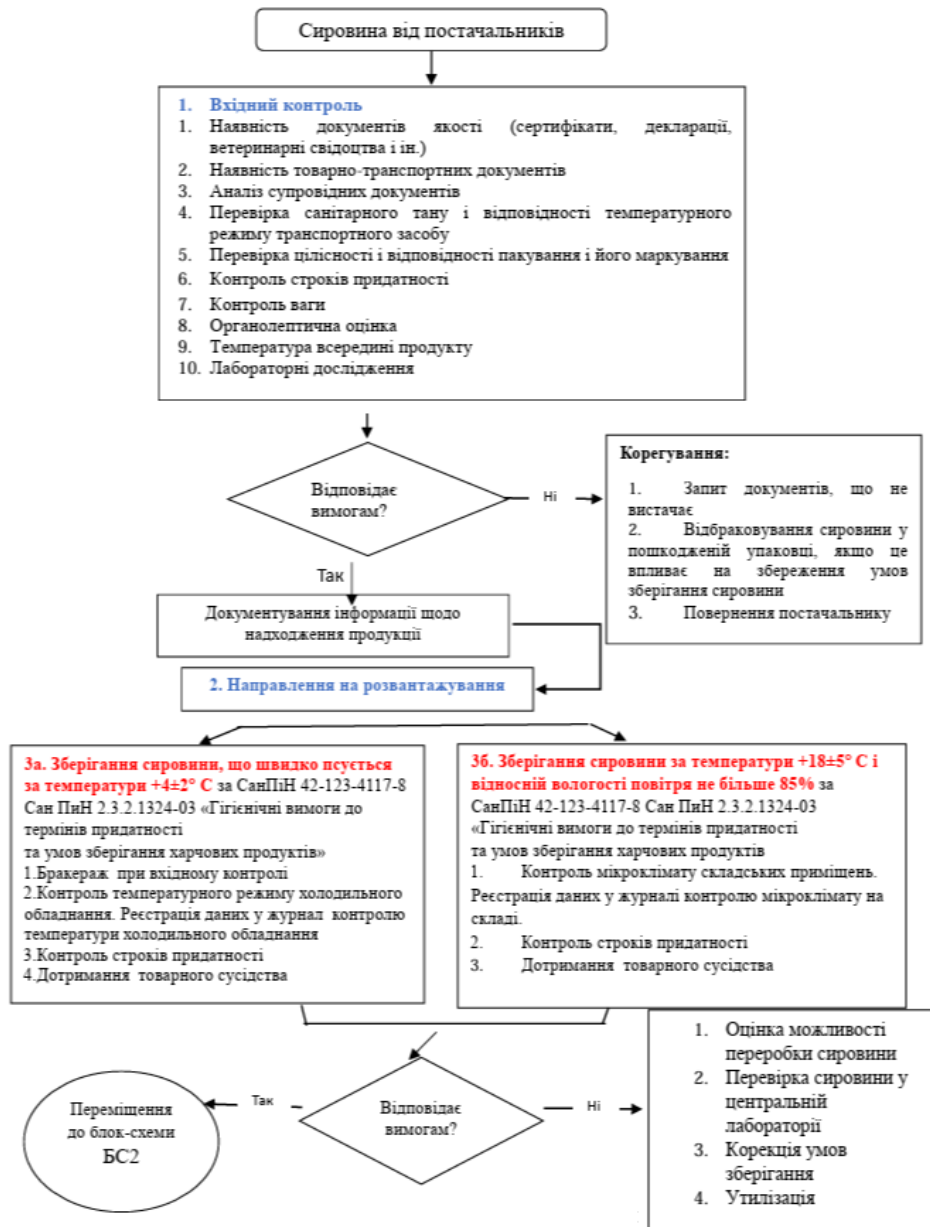 Сировина від постачальників
1. Вхідний контроль
1. Наявність документів якості (сертифікати, декларації,
ветеринарні свідоцтва і ін.)
2. Наявність товарно-транспортних документів
3. Аналіз супровідних документів
4. Перевірка санітарного тану і відповідності температурного
режиму транспортного засобу
5. Перевірка цілісності і відповідності пакування і його маркування
6. Контроль строків придатності
7. Контроль ваги
8. Органолептична оцінка
9. Температура всередині продукту
10. Лабораторні дослідження
Відповідає
вимогам?
Ні
Корегування:
1. Запит документів, що не
вистачає
2. Відбраковування сировини у
пошкодженій упаковці, якщо це
впливає на збереження умов
зберігання сировини
3. Повернення постачальнику
Так
Документування інформації щодо
надходження продукції
2. Направлення на розвантажування
3а. Зберігання сировини, що швидко псується
за температури +4±2° С за СанПіН 42-123-4117-8
Сан ПиН 2.3.2.1324-03 «Гігієнічні вимоги до
термінів придатності
та умов зберігання харчових продуктів»
1.Бракераж при вхідному контролі
2.Контроль температурного режиму холодильного
обладнання. Реєстрація даних у журнал контролю
температури холодильного обладнання
3.Контроль строків придатності
4.Дотримання товарного сусідства
3б. Зберігання сировини за температури +18±5° С і
відносній вологості повітря не більше 85% за
СанПіН 42-123-4117-8 Сан ПиН 2.3.2.1324-03
«Гігієнічні вимоги до термінів придатності
та умов зберігання харчових продуктів
1. Контроль мікроклімату складських приміщень.
Реєстрація даних у журналі контролю мікроклімату на
складі.
2. Контроль строків придатності
3. Дотримання товарного сусідства
Відповідає
вимогам?
Так
Переміщення
до блок-схеми
БС2
Ні
1. Оцінка можливості
переробки сировини
2. Перевірка сировини у
центральній
лабораторії
3. Корекція умов
зберігання
4. Утилізація